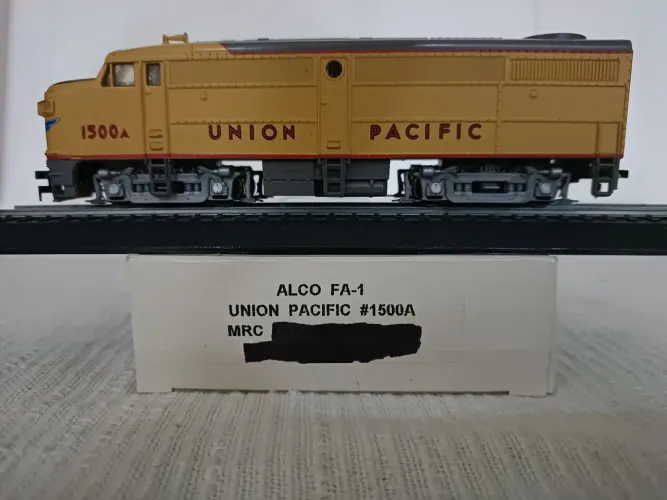 1500A
UNION PACIFIC
ALCO FA-1
UNION PACIFIC #1500A
MRC